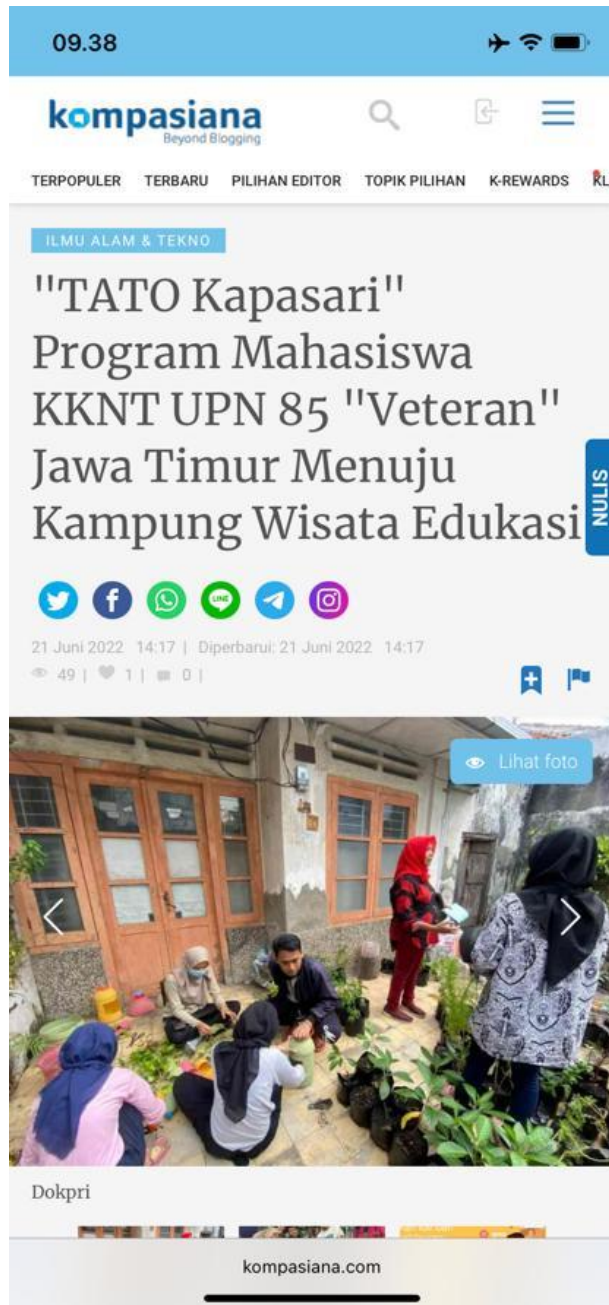 09.38
kompasiana
Beyond Blogging
TERPOPULER TERBARU PILIHAN EDITOR TOPIK PILIHAN K-REWARDS KL
ILMU ALAM & TEKNO
"TATO Kapasari"
Program Mahasiswa
KKNT UPN 85 "Veteran"
Jawa Timur Menuju
Kampung Wisata Edukasi
NULIS
LINE
21 Juni 2022 14:17 | Diperbarui: 21 Juni 2022 14:17
49 | 1 | 0 |
Lihat foto
Dokpri
kompasiana.com